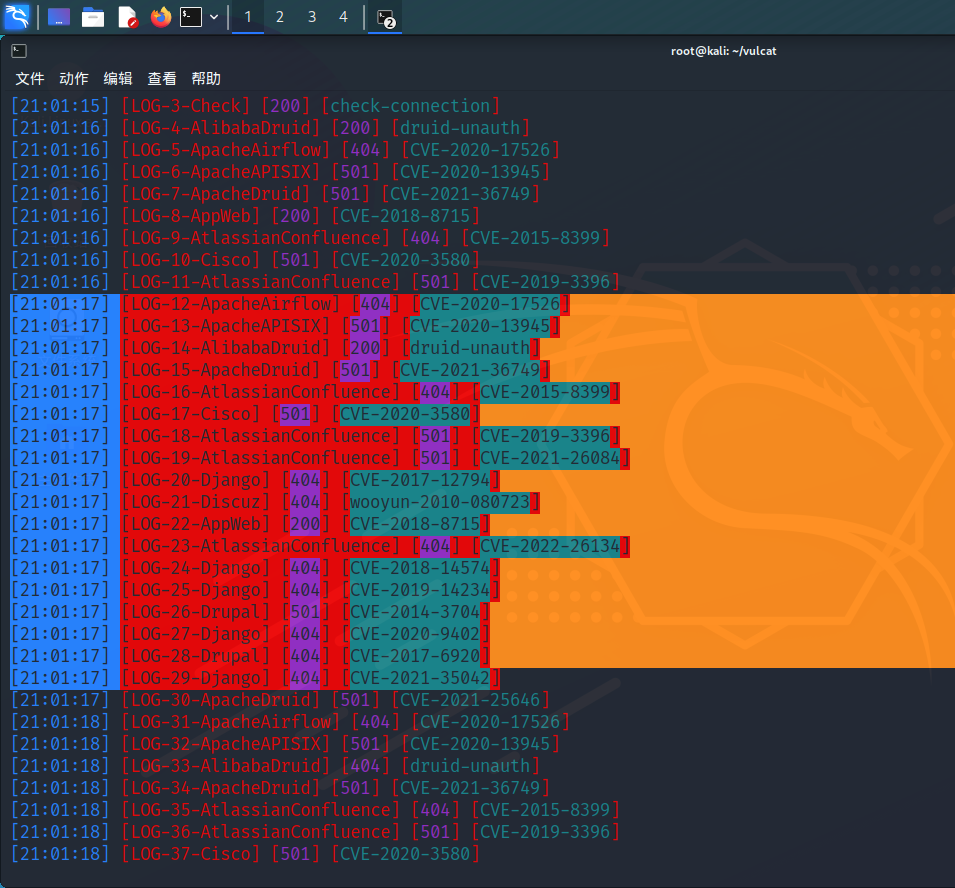 1 2 3 4 2
root@kali: ~/vulcat
文件 动作 编辑 查看 帮助
[21:01:15] [LOG-3-Check] [200] [check-connection]
[21:01:16] [LOG-4-AlibabaDruid] [200] [druid-unauth]
[21:01:16] [LOG-5-ApacheAirflow] [404] [CVE-2020-17526]
[21:01:16] [LOG-6-ApacheAPISIX] [501] [CVE-2020-13945]
[21:01:16] [LOG-7-ApacheDruid] [501] [CVE-2021-36749]
[21:01:16] [LOG-8-AppWeb] [200] [CVE-2018-8715]
[21:01:16] [LOG-9-AtlassianConfluence] [404] [CVE-2015-8399]
[21:01:16] [LOG-10-Cisco] [501] [CVE-2020-3580]
[21:01:16] [LOG-11-AtlassianConfluence] [501] [CVE-2019-3396]
[21:01:17] [LOG-12-ApacheAirflow] [404] [CVE-2020-17526]
[21:01:17] [LOG-13-ApacheAPISIX] [501] [CVE-2020-13945]
[21:01:17] [LOG-14-AlibabaDruid] [200] [druid-unauth]
[21:01:17] [LOG-15-ApacheDruid] [501] [CVE-2021-36749]
[21:01:17] [LOG-16-AtlassianConfluence] [404] [CVE-2015-8399]
[21:01:17] [LOG-17-Cisco] [501] [CVE-2020-3580]
[21:01:17] [LOG-18-AtlassianConfluence] [501] [CVE-2019-3396]
[21:01:17] [LOG-19-AtlassianConfluence] [501] [CVE-2021-26084]
[21:01:17] [LOG-20-Django] [404] [CVE-2017-12794]
[21:01:17] [LOG-21-Discuz] [404] [wooyun-2010-080723]
[21:01:17] [LOG-22-AppWeb] [200] [CVE-2018-8715]
[21:01:17] [LOG-23-AtlassianConfluence] [404] [CVE-2022-26134]
[21:01:17] [LOG-24-Django] [404] [CVE-2018-14574]
[21:01:17] [LOG-25-Django] [404] [CVE-2019-14234]
[21:01:17] [LOG-26-Drupal] [501] [CVE-2014-3704]
[21:01:17] [LOG-27-Django] [404] [CVE-2020-9402]
[21:01:17] [LOG-28-Drupal] [404] [CVE-2017-6920]
[21:01:17] [LOG-29-Django] [404] [CVE-2021-35042]
[21:01:17] [LOG-30-ApacheDruid] [501] [CVE-2021-25646]
[21:01:18] [LOG-31-ApacheAirflow] [404] [CVE-2020-17526]
[21:01:18] [LOG-32-ApacheAPISIX] [501] [CVE-2020-13945]
[21:01:18] [LOG-33-AlibabaDruid] [404] [druid-unauth]
[21:01:18] [LOG-34-ApacheDruid] [501] [CVE-2021-36749]
[21:01:18] [LOG-35-AtlassianConfluence] [404] [CVE-2015-8399]
[21:01:18] [LOG-36-AtlassianConfluence] [501] [CVE-2019-3396]
[21:01:18] [LOG-37-Cisco] [501] [CVE-2020-3580]